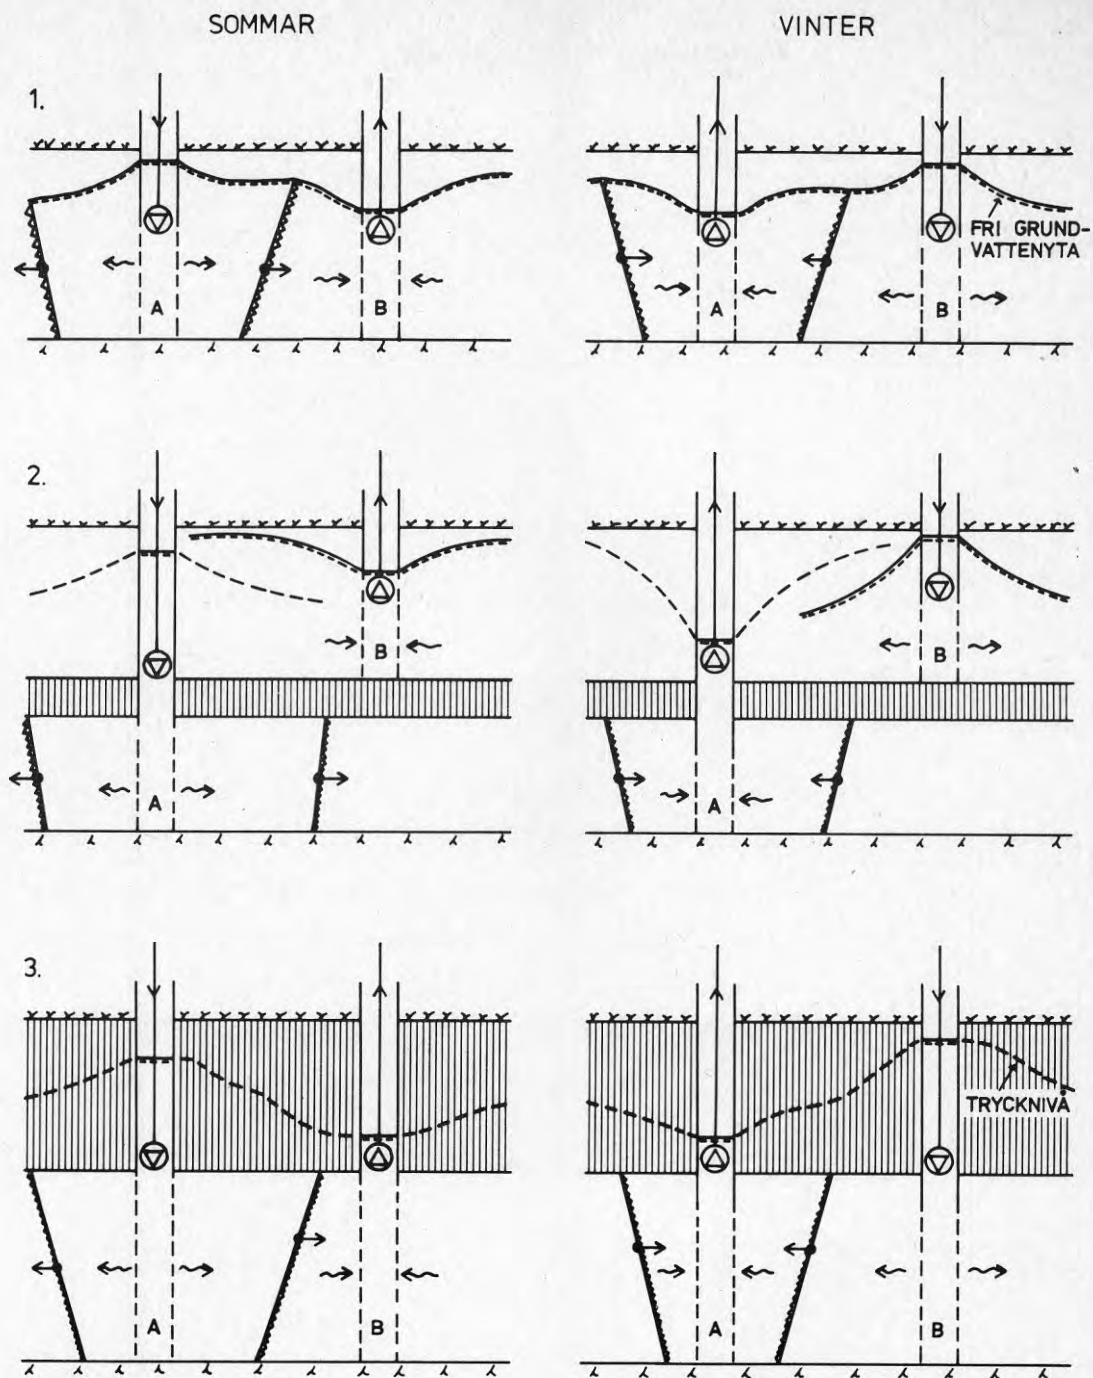 SOMMAR
VINTER
1.
A
B
A
B
FRI GRUND-
VATTENYTA
2.
A
B
A
B
3.
A
B
A
B
TRYCKNIVÅ